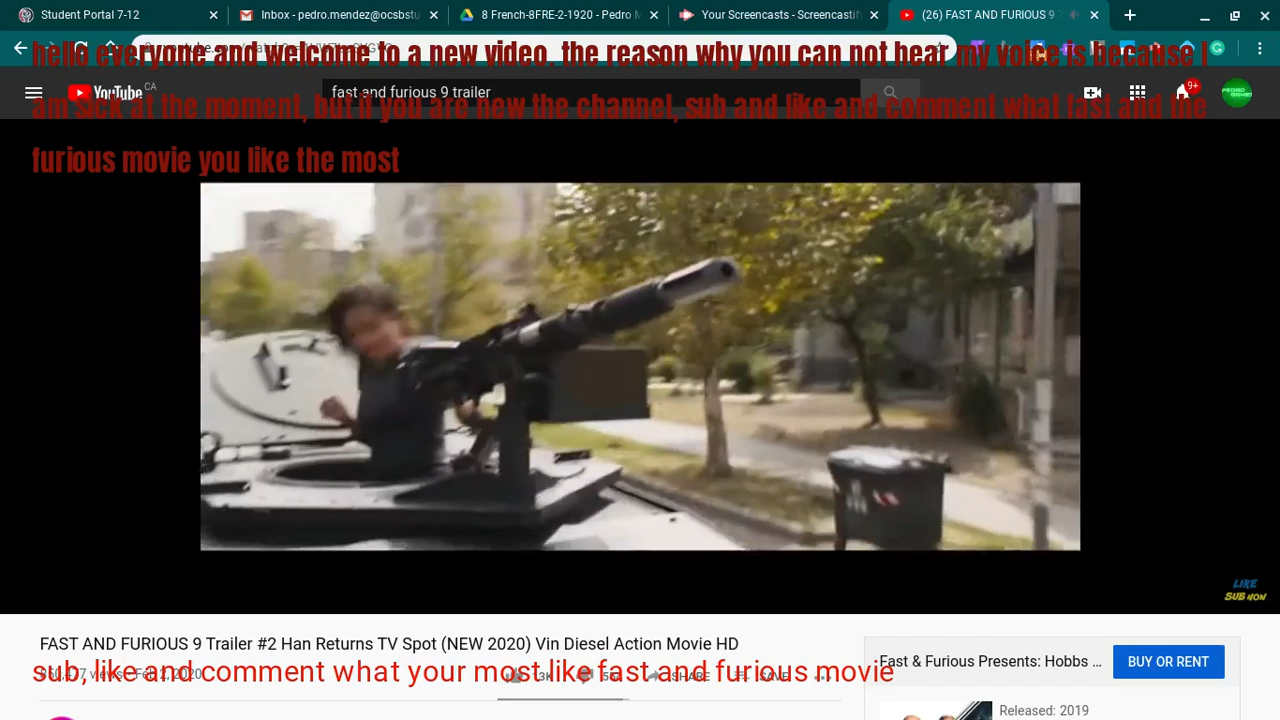 Student Portal 7-12
Inbox - pedro.mendez@ocsbstu
8 French-8FRE-2-1920 - Pedro M
Your Screencasts - Screencastify
(26) FAST AND FURIOUS 9
hello everyone and welcome to a new video. the reason why you can not hear my voice is because I
YouTube CA
fast and furious 9 trailer
9+
am Sick at the moment, but if you are new the channel, sub and like and comment what fast and the
furious movie you like the most
LIKE
SUB NOW
FAST AND FURIOUS 9 Trailer #2 Han Returns TV Spot (NEW 2020) Vin Diesel Action Movie HD
sub, like and comment what your most like fast and furious movie
SHARE
SAVE
Fast & Furious Presents: Hobbs ...
BUY OR RENT
Released: 2019